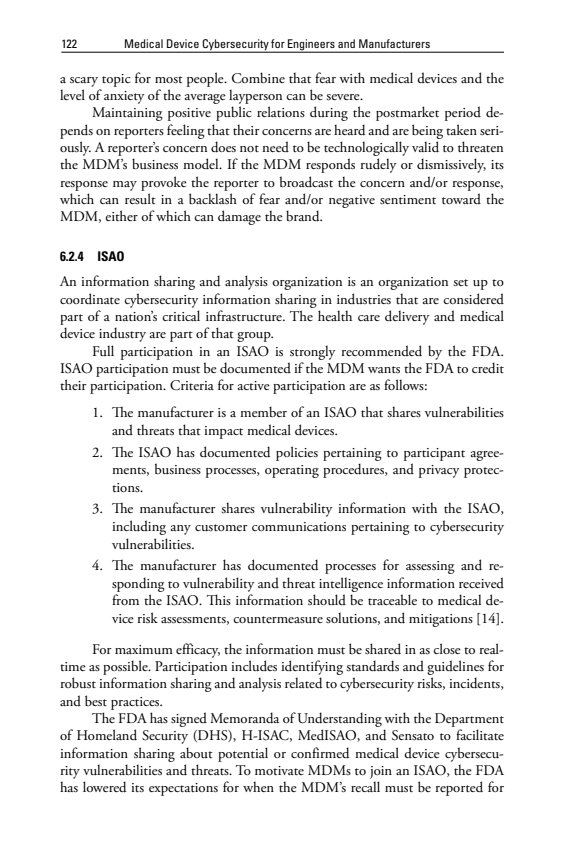 122 Medical Device Cybersecurity for Engineers and Manufacturers
a scary topic for most people. Combine that fear with medical devices and the
level of anxiety of the average layperson can be severe.
Maintaining positive public relations during the postmarket period de-
pends on reporters feeling that their concerns are heard and are being taken seri-
ously. A reporter’s concern does not need to be technologically valid to threaten
the MDM’s business model. If the MDM responds rudely or dismissively, its
response may provoke the reporter to broadcast the concern and/or response,
which can result in a backlash of fear and/or negative sentiment toward the
MDM, either of which can damage the brand.
6.2.4 ISAO
An information sharing and analysis organization is an organization set up to
coordinate cybersecurity information sharing in industries that are considered
part of a nation’s critical infrastructure. The health care delivery and medical
device industry are part of that group.
Full participation in an ISAO is strongly recommended by the FDA.
ISAO participation must be documented if the MDM wants the FDA to credit
their participation. Criteria for active participation are as follows:
1. The manufacturer is a member of an ISAO that shares vulnerabilities
and threats that impact medical devices.
2. The ISAO has documented policies pertaining to participant agree-
ments, business processes, operating procedures, and privacy protec-
tions.
3. The manufacturer shares vulnerability information with the ISAO,
including any customer communications pertaining to cybersecurity
vulnerabilities.
4. The manufacturer has documented processes for assessing and re-
sponding to vulnerability and threat intelligence information received
from the ISAO. This information should be traceable to medical de-
vice risk assessments, countermeasure solutions, and mitigations [14].
For maximum efficacy, the information must be shared in as close to real-
time as possible. Participation includes identifying standards and guidelines for
robust information sharing and analysis related to cybersecurity risks, incidents,
and best practices.
The FDA has signed Memoranda of Understanding with the Department
of Homeland Security (DHS), H-ISAC, MedISAO, and Sensato to facilitate
information sharing about potential or confirmed medical device cybersecu-
rity vulnerabilities and threats. To motivate MDMs to join an ISAO, the FDA
has lowered its expectations for when the MDM’s recall must be reported for